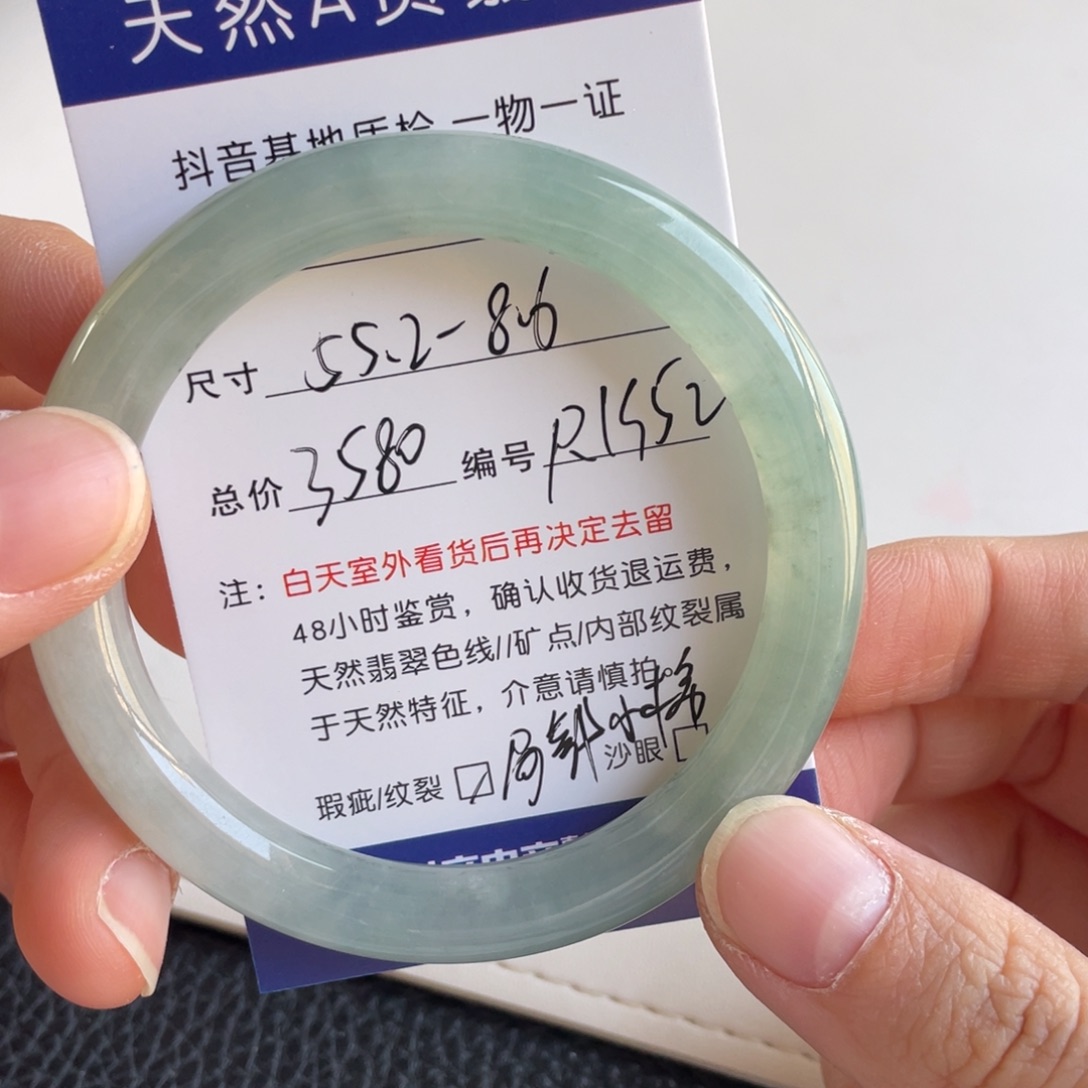 天然A货翡
抖音基地质检 一物一证
尺寸 55.2-8.6
总价 3580 编号 R1552
注：白天室外看货后再决定去留
48小时鉴赏，确认收货退运费，
天然翡翠色线//矿点/内部纹裂属
于天然特征，介意请慎拍。
瑕疵/纹裂 ☑ 局部 沙眼 □